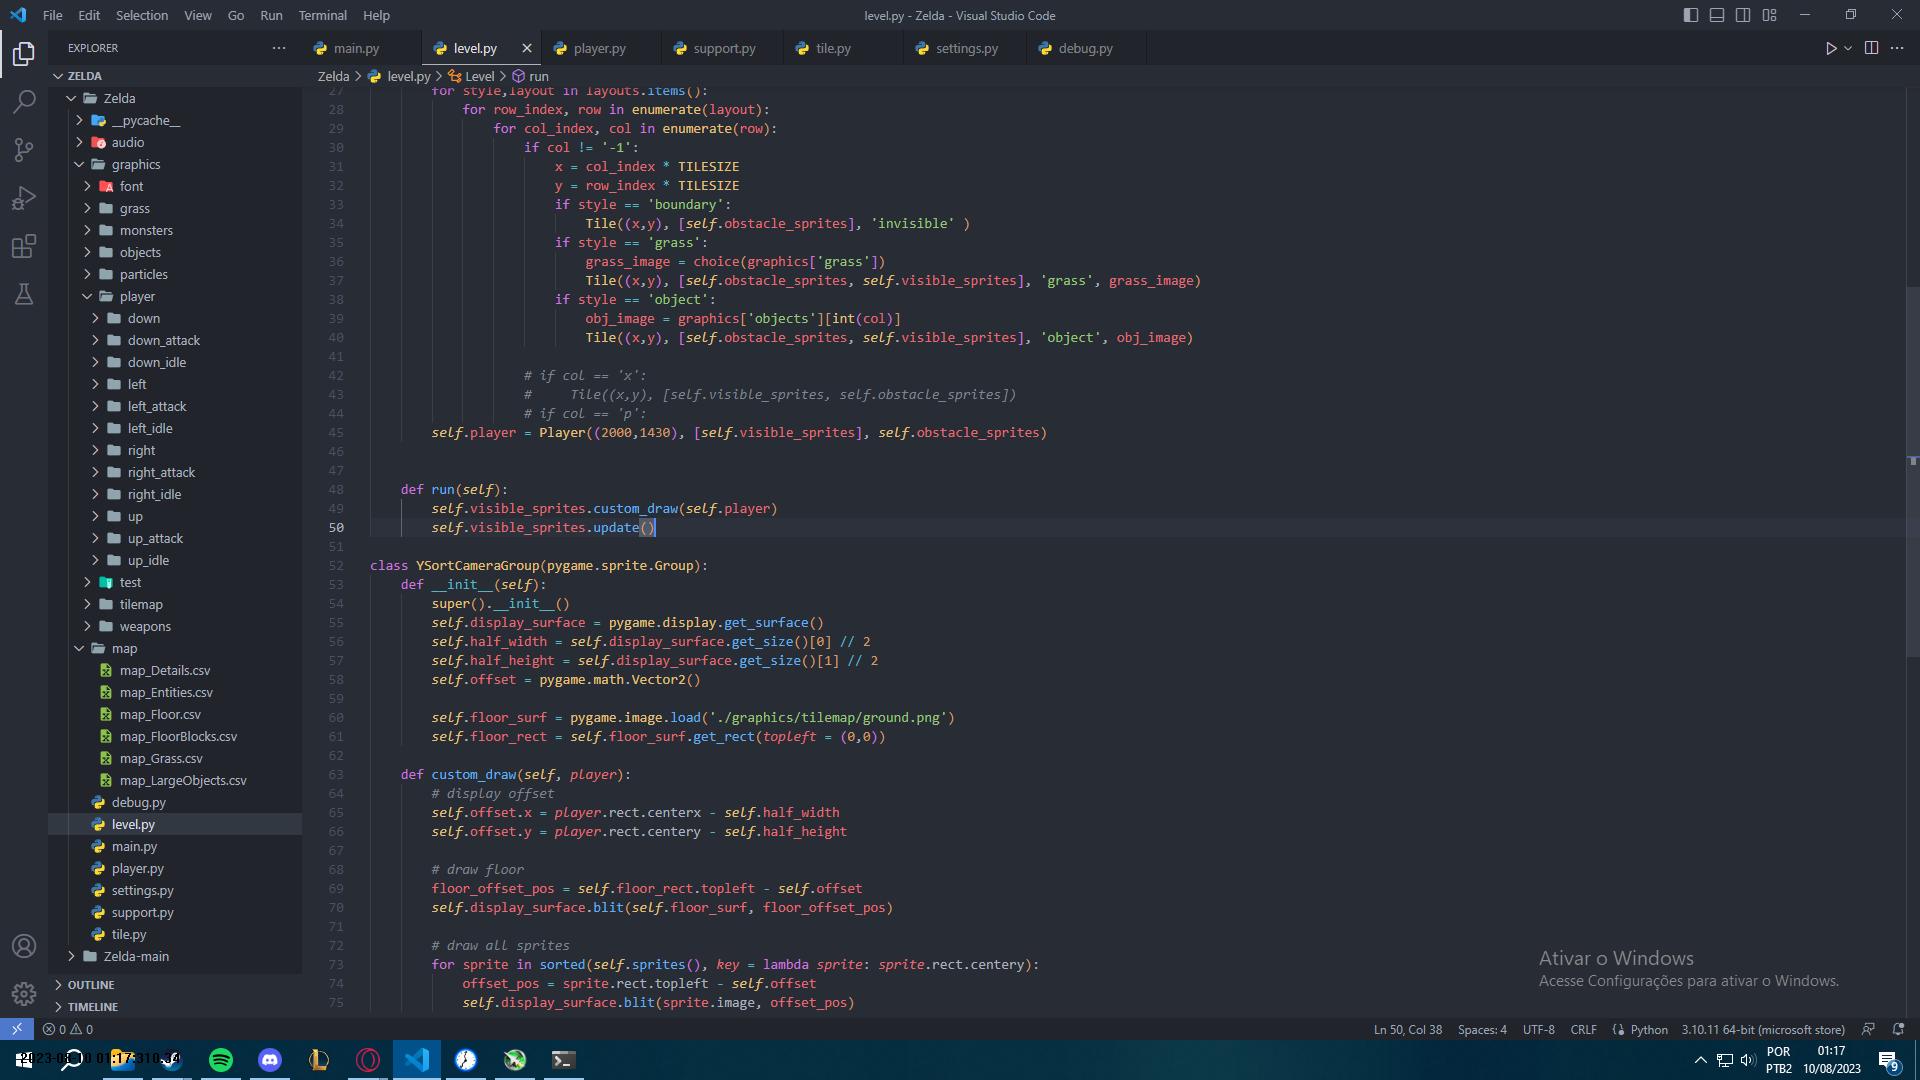 File Edit Selection View Go Run Terminal Help
level.py - Zelda - Visual Studio Code
EXPLORER
main.py level.py player.py support.py tile.py settings.py debug.py
ZELDA
Zelda > level.py > Level > run
Zelda
__pycache__
audio
graphics
font
grass
monsters
objects
particles
player
down
down_attack
down_idle
left
left_attack
left_idle
right
right_attack
right_idle
up
up_attack
up_idle
test
tilemap
weapons
map
map_Details.csv
map_Entities.csv
map_Floor.csv
map_FloorBlocks.csv
map_Grass.csv
map_LargeObjects.csv
debug.py
level.py
main.py
player.py
settings.py
support.py
tile.py
Zelda-main
OUTLINE
TIMELINE
27 for style,layout in layouts.items():
28 for row_index, row in enumerate(layout):
29 for col_index, col in enumerate(row):
30 if col != '-1':
31 x = col_index * TILESIZE
32 y = row_index * TILESIZE
33 if style == 'boundary':
34 Tile((x,y), [self.obstacle_sprites], 'invisible' )
35 if style == 'grass':
36 grass_image = choice(graphics['grass'])
37 Tile((x,y), [self.obstacle_sprites, self.visible_sprites], 'grass', grass_image)
38 if style == 'object':
39 obj_image = graphics['objects'][int(col)]
40 Tile((x,y), [self.obstacle_sprites, self.visible_sprites], 'object', obj_image)
41
42 # if col == 'x':
43 #     Tile((x,y), [self.visible_sprites, self.obstacle_sprites])
44 # if col == 'p':
45 self.player = Player((2000,1430), [self.visible_sprites], self.obstacle_sprites)
46
47
48 def run(self):
49 self.visible_sprites.custom_draw(self.player)
50 self.visible_sprites.update()
51
52 class YSortCameraGroup(pygame.sprite.Group):
53 def __init__(self):
54 super().__init__()
55 self.display_surface = pygame.display.get_surface()
56 self.half_width = self.display_surface.get_size()[0] // 2
57 self.half_height = self.display_surface.get_size()[1] // 2
58 self.offset = pygame.math.Vector2()
59
60 self.floor_surf = pygame.image.load('./graphics/tilemap/ground.png')
61 self.floor_rect = self.floor_surf.get_rect(topleft = (0,0))
62
63 def custom_draw(self, player):
64 # display offset
65 self.offset.x = player.rect.centerx - self.half_width
66 self.offset.y = player.rect.centery - self.half_height
67
68 # draw floor
69 floor_offset_pos = self.floor_rect.topleft - self.offset
70 self.display_surface.blit(self.floor_surf, floor_offset_pos)
71
72 # draw all sprites
73 for sprite in sorted(self.sprites(), key = lambda sprite: sprite.rect.centery):
74 offset_pos = sprite.rect.topleft - self.offset
75 self.display_surface.blit(sprite.image, offset_pos)
Ativar o Windows
Acesse Configurações para ativar o Windows.
0 0
Ln 50, Col 38 Spaces: 4 UTF-8 CRLF Python 3.10.11 64-bit (microsoft store)
POR
PTB2
01:17
10/08/2023
9